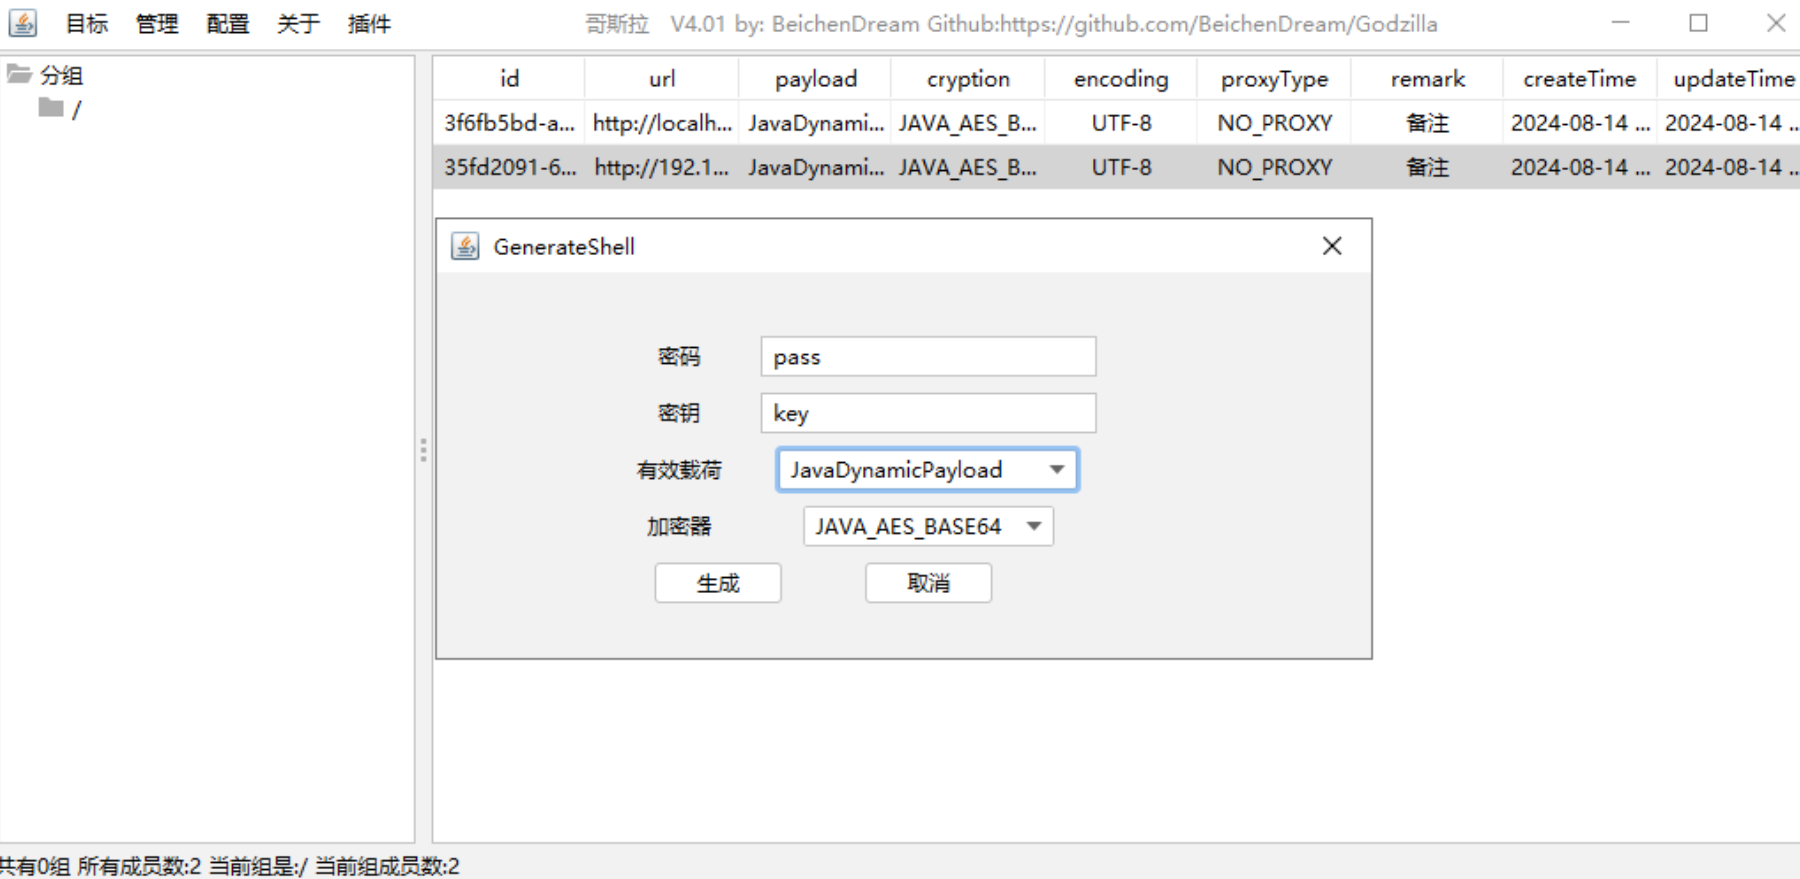 目标 管理 配置 关于 插件 哥斯拉 V4.01 by: BeichenDream Github:https://github.com/BeichenDream/Godzilla
分组
/
id url payload cryption encoding proxyType remark createTime updateTime
3f6fb5bd-a... http://localh... JavaDynami... JAVA_AES_B... UTF-8 NO_PROXY 备注 2024-08-14 ... 2024-08-14 ...
35fd2091-6... http://192.1... JavaDynami... JAVA_AES_B... UTF-8 NO_PROXY 备注 2024-08-14 ... 2024-08-14 ...
GenerateShell
密码 pass
密钥 key
有效载荷 JavaDynamicPayload
加密器 JAVA_AES_BASE64
生成 取消
共有0组 所有成员数:2 当前组是:/ 当前组成员数:2